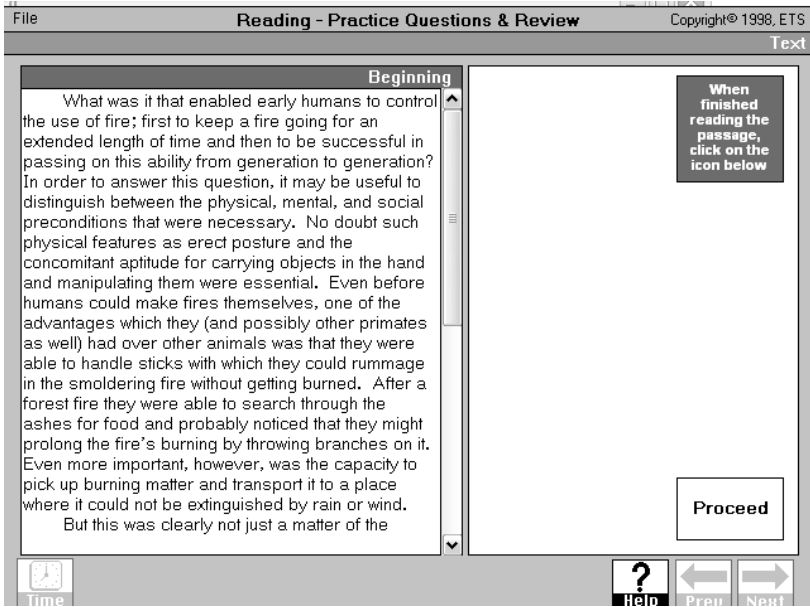 File
Reading - Practice Questions & Review
Copyright© 1998, ETS
Text
Beginning
What was it that enabled early humans to control
the use of fire; first to keep a fire going for an
extended length of time and then to be successful in
passing on this ability from generation to generation?
In order to answer this question, it may be useful to
distinguish between the physical, mental, and social
preconditions that were necessary.  No doubt such
physical features as erect posture and the
concomitant aptitude for carrying objects in the hand
and manipulating them were essential.  Even before
humans could make fires themselves, one of the
advantages which they (and possibly other primates
as well) had over other animals was that they were
able to handle sticks with which they could rummage
in the smoldering fire without getting burned.  After a
forest fire they were able to search through the
ashes for food and probably noticed that they might
prolong the fire's burning by throwing branches on it.
Even more important, however, was the capacity to
pick up burning matter and transport it to a place
where it could not be extinguished by rain or wind.
But this was clearly not just a matter of the
When
finished
reading the
passage,
click on the
icon below
Proceed
Time
?
Help
Prev
Next